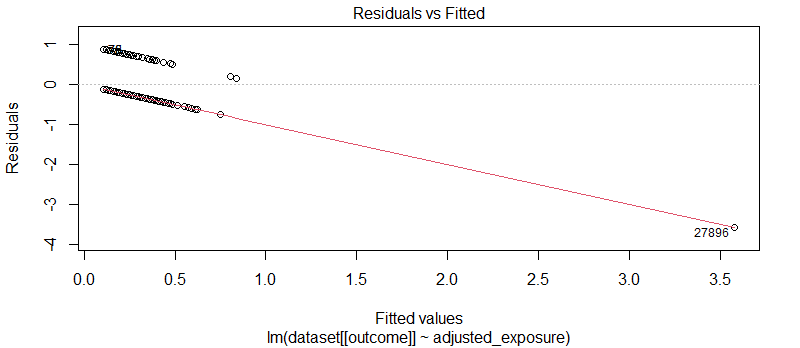 Residuals vs Fitted
Residuals
1
0
-1
-2
-3
-4
27896
0.0 0.5 1.0 1.5 2.0 2.5 3.0 3.5
Fitted values
lm(dataset[[outcome]] ~ adjusted_exposure)